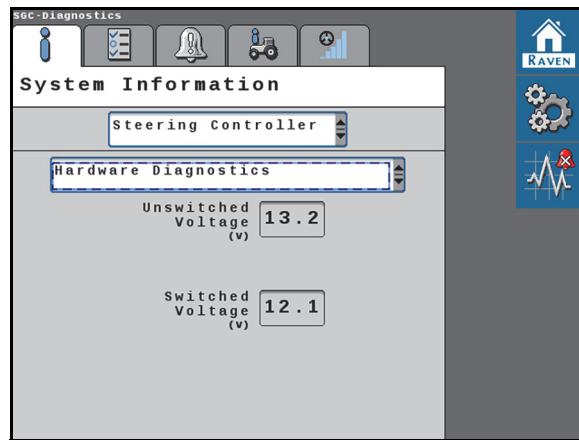 SGC-Diagnostics
RAVEN
System Information
Steering Controller
Hardware Diagnostics
Unswitched
Voltage
(V)
13.2
Switched
Voltage
(V)
12.1